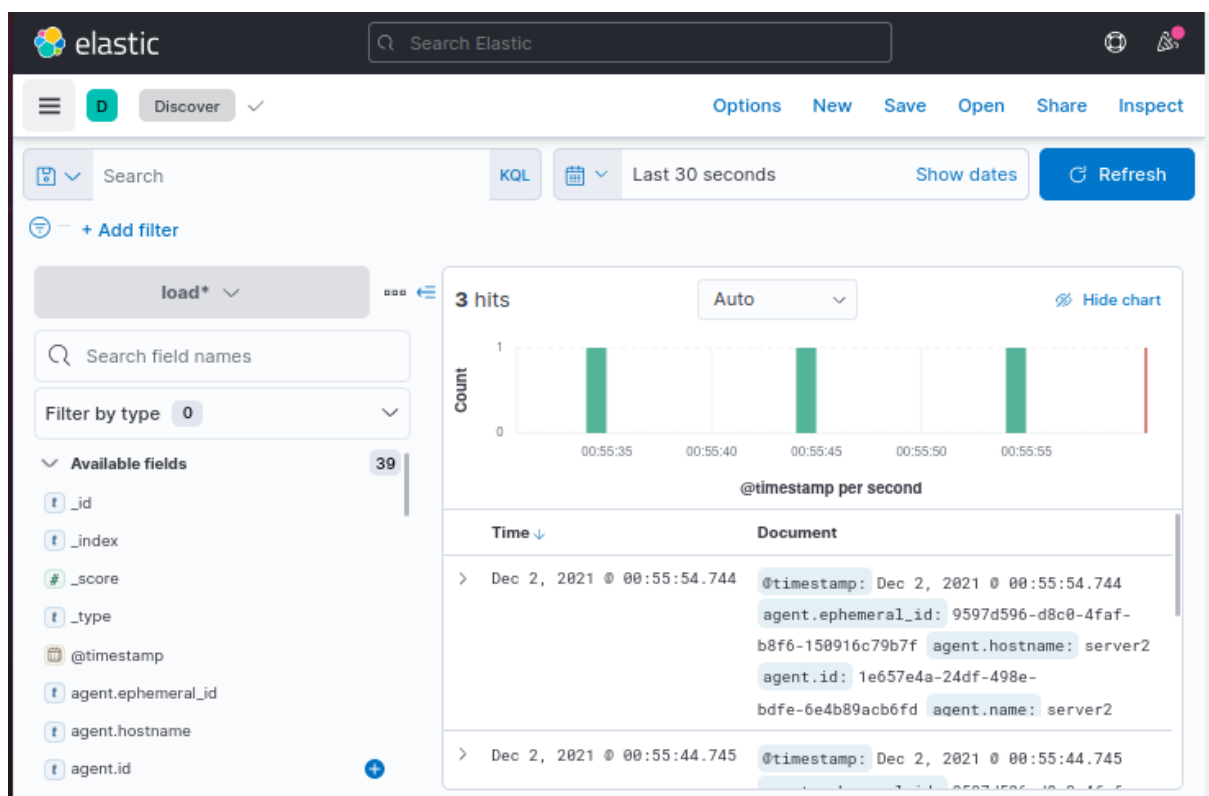 elastic
Search Elastic
D
Discover
Options New Save Open Share Inspect
Search
KQL
Last 30 seconds
Show dates
Refresh
+ Add filter
load*
Search field names
Filter by type 0
Available fields 39
t _id
t _index
# _score
t _type
@timestamp
t agent.ephemeral_id
t agent.hostname
t agent.id
3 hits
Auto
Hide chart
1
Count
0
00:55:35 00:55:40 00:55:45 00:55:50 00:55:55
@timestamp per second
Time Document
Dec 2, 2021 @ 00:55:54.744 @timestamp: Dec 2, 2021 @ 00:55:54.744
agent.ephemeral_id: 9597d596-d8c0-4faf-
b8f6-150916c79b7f agent.hostname: server2
agent.id: 1e657e4a-24df-498e-
bdfe-6e4b89acb6fd agent.name: server2
Dec 2, 2021 @ 00:55:44.745 @timestamp: Dec 2, 2021 @ 00:55:44.745